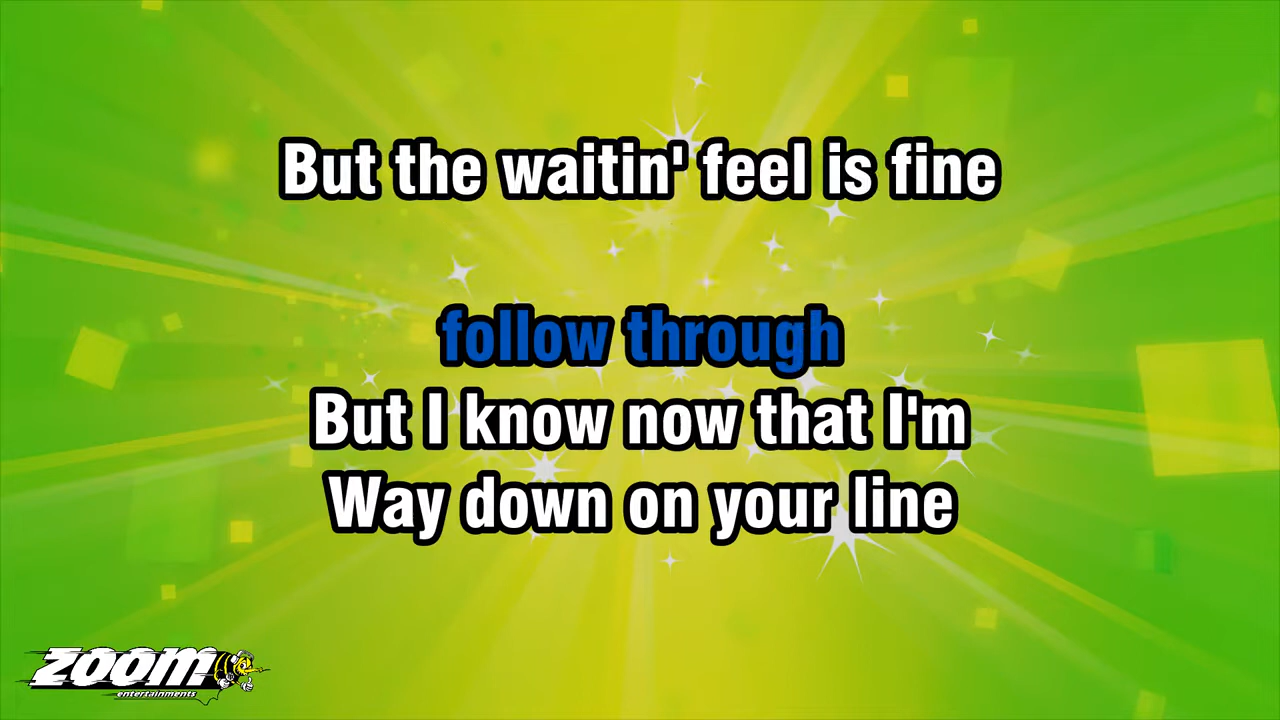 But the waitin' feel is fine
follow through
But I know now that I'm
Way down on your line
zoom
entertainments